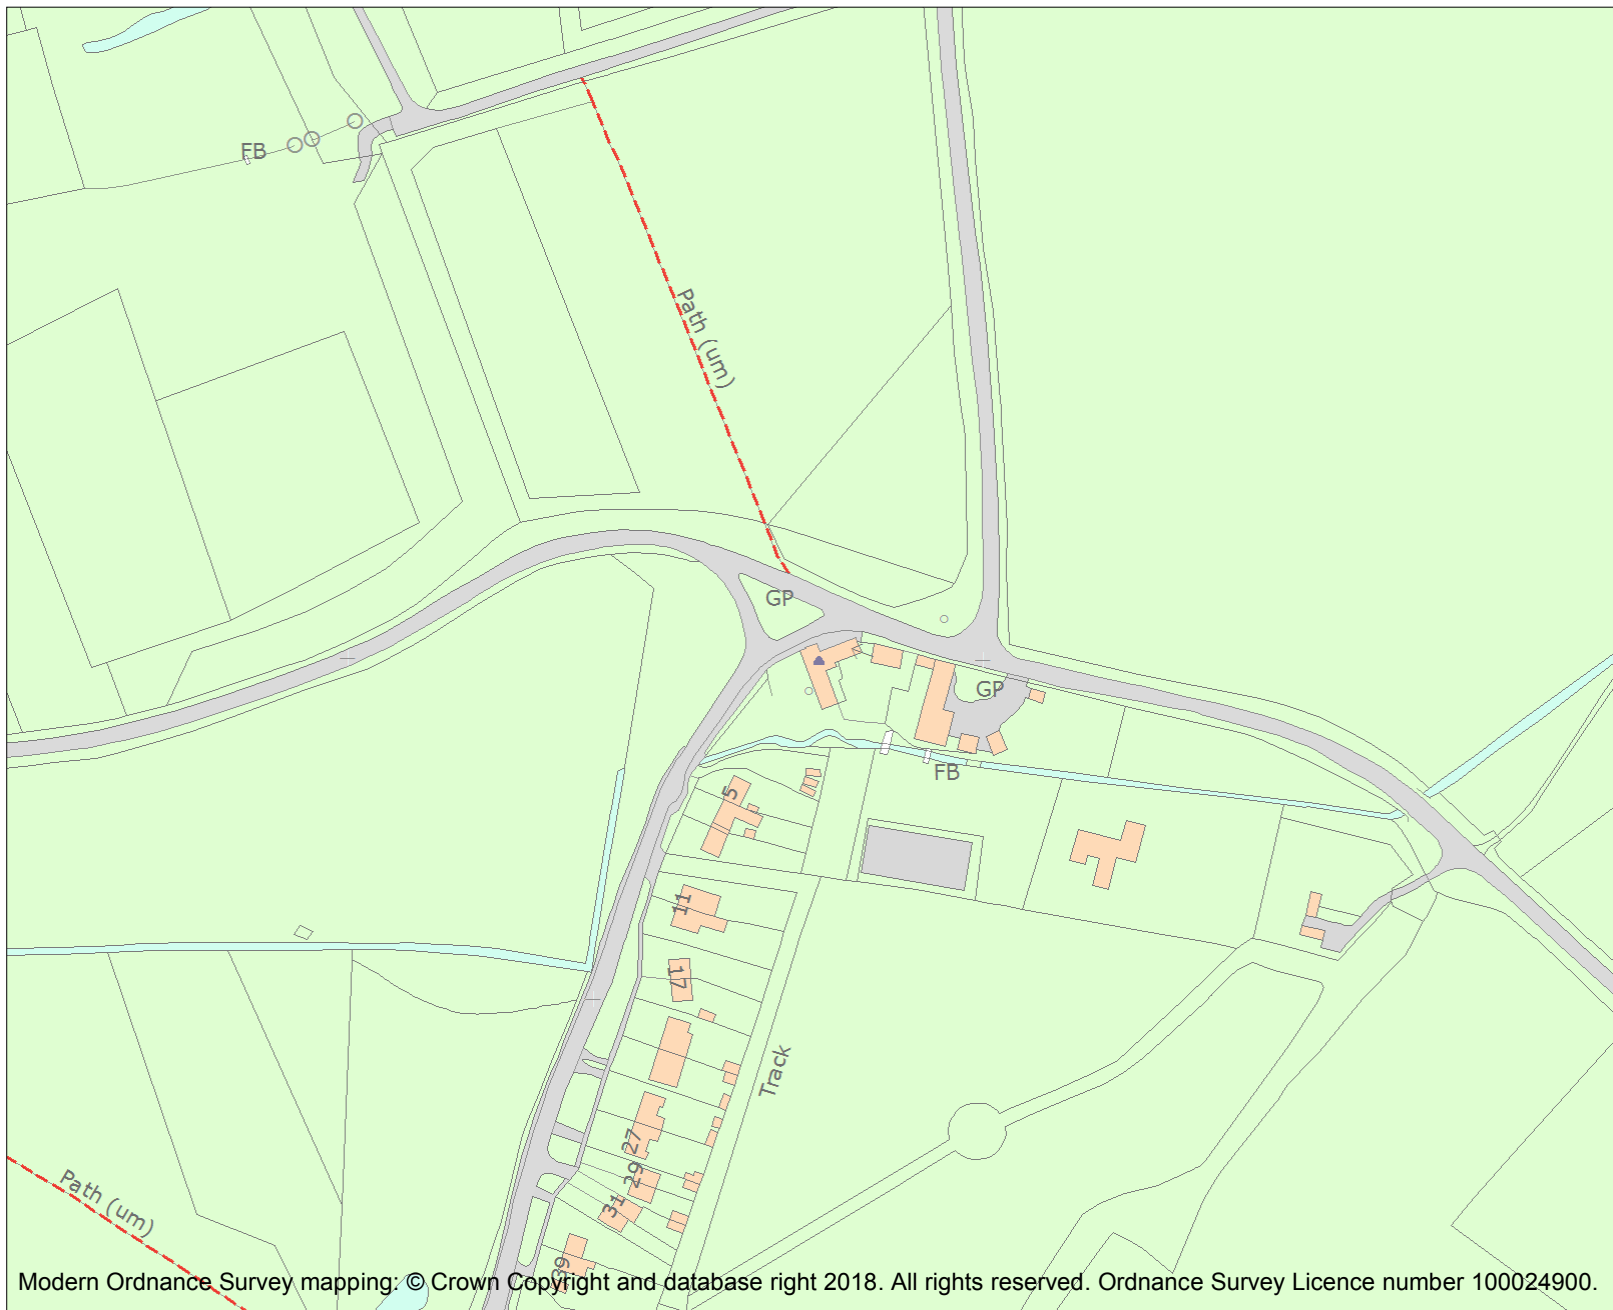 FB
Path (um)
GP
GP
FB
5
11
17
Track
27
29
31
Path (um)
39
Modern Ordnance Survey mapping: © Crown Copyright and database right 2018. All rights reserved. Ordnance Survey Licence number 100024900.